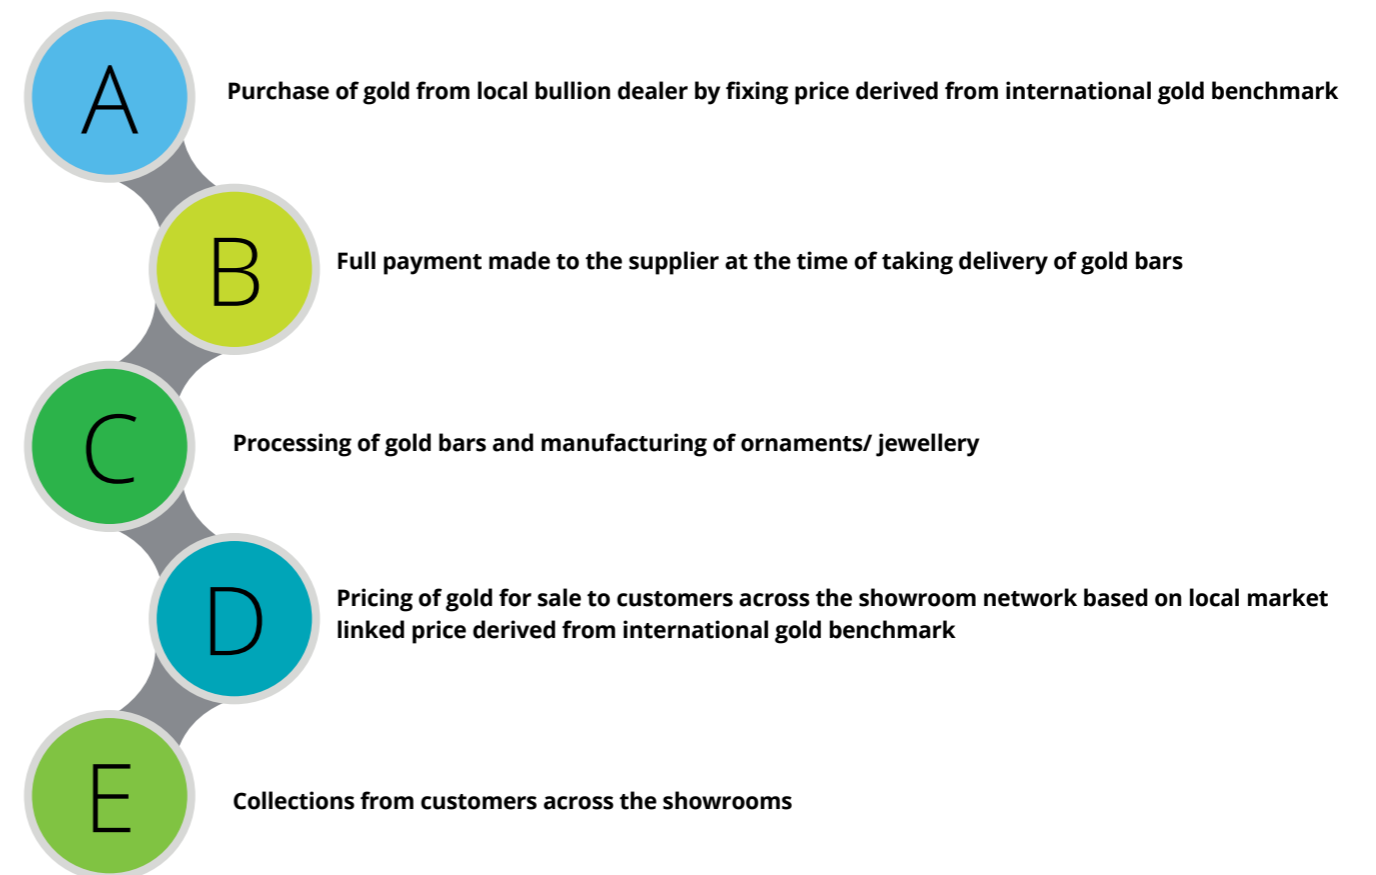 A
Purchase of gold from local bullion dealer by fixing price derived from international gold benchmark
B
Full payment made to the supplier at the time of taking delivery of gold bars
C
Processing of gold bars and manufacturing of ornaments/ jewellery
D
Pricing of gold for sale to customers across the showroom network based on local market
linked price derived from international gold benchmark
E
Collections from customers across the showrooms